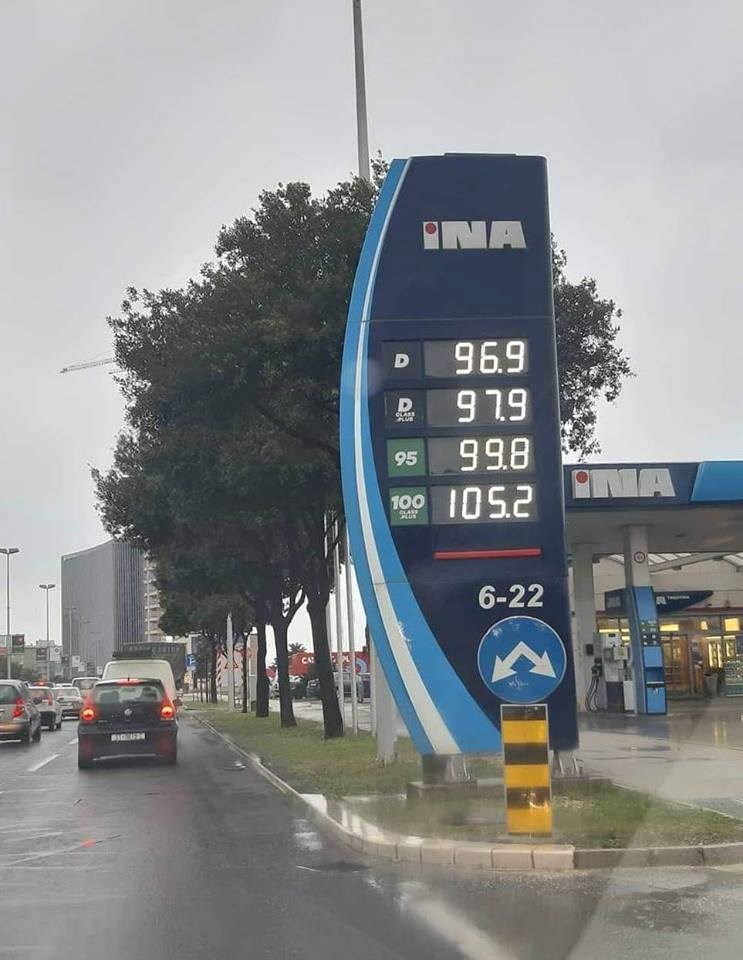 INA
D 96.9
D 97.9
CLASS
PLUS
95 99.8
100 105.2
CLASS
PLUS
INA
6-22